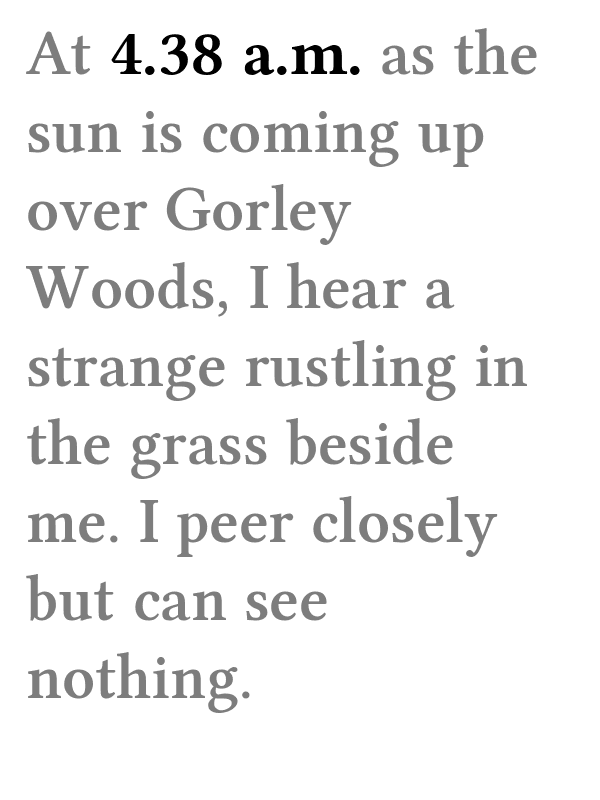 At 4.38 a.m. as the
sun is coming up
over Gorley
Woods, I hear a
strange rustling in
the grass beside
me. I peer closely
but can see
nothing.